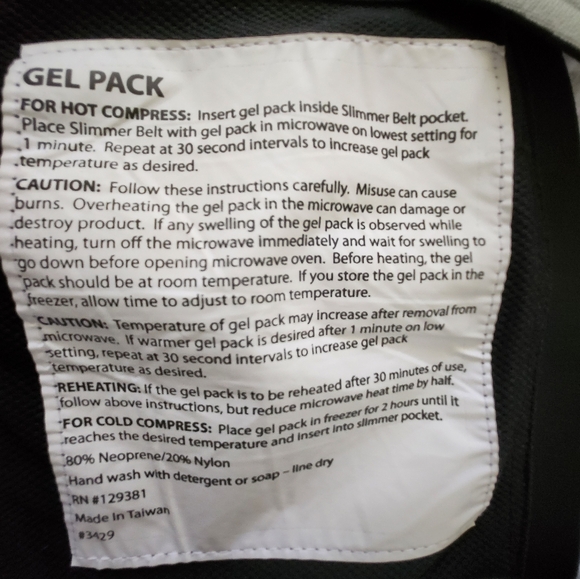 GEL PACK
FOR HOT COMPRESS: Insert gel pack inside Slimmer Belt pocket.
Place Slimmer Belt with gel pack in microwave on lowest setting for
1 minute. Repeat at 30 second intervals to increase gel pack
temperature as desired.
CAUTION: Follow these instructions carefully. Misuse can cause
burns. Overheating the gel pack in the microwave can damage or
destroy product. If any swelling of the gel pack is observed while
heating, turn off the microwave immediately and wait for swelling to
go down before opening microwave oven. Before heating, the gel
pack should be at room temperature. If you store the gel pack in the
freezer, allow time to adjust to room temperature.
CAUTION: Temperature of gel pack may increase after removal from
microwave. If warmer gel pack is desired after 1 minute on low
setting, repeat at 30 second intervals to increase gel pack
temperature as desired.
REHEATING: If the gel pack is to be reheated after 30 minutes of use,
follow above instructions, but reduce microwave heat time by half.
FOR COLD COMPRESS: Place gel pack in freezer for 2 hours until it
reaches the desired temperature and insert into slimmer pocket.
80% Neoprene/20% Nylon
Hand wash with detergent or soap – line dry
RN #129381
Made In Taiwan
#3429